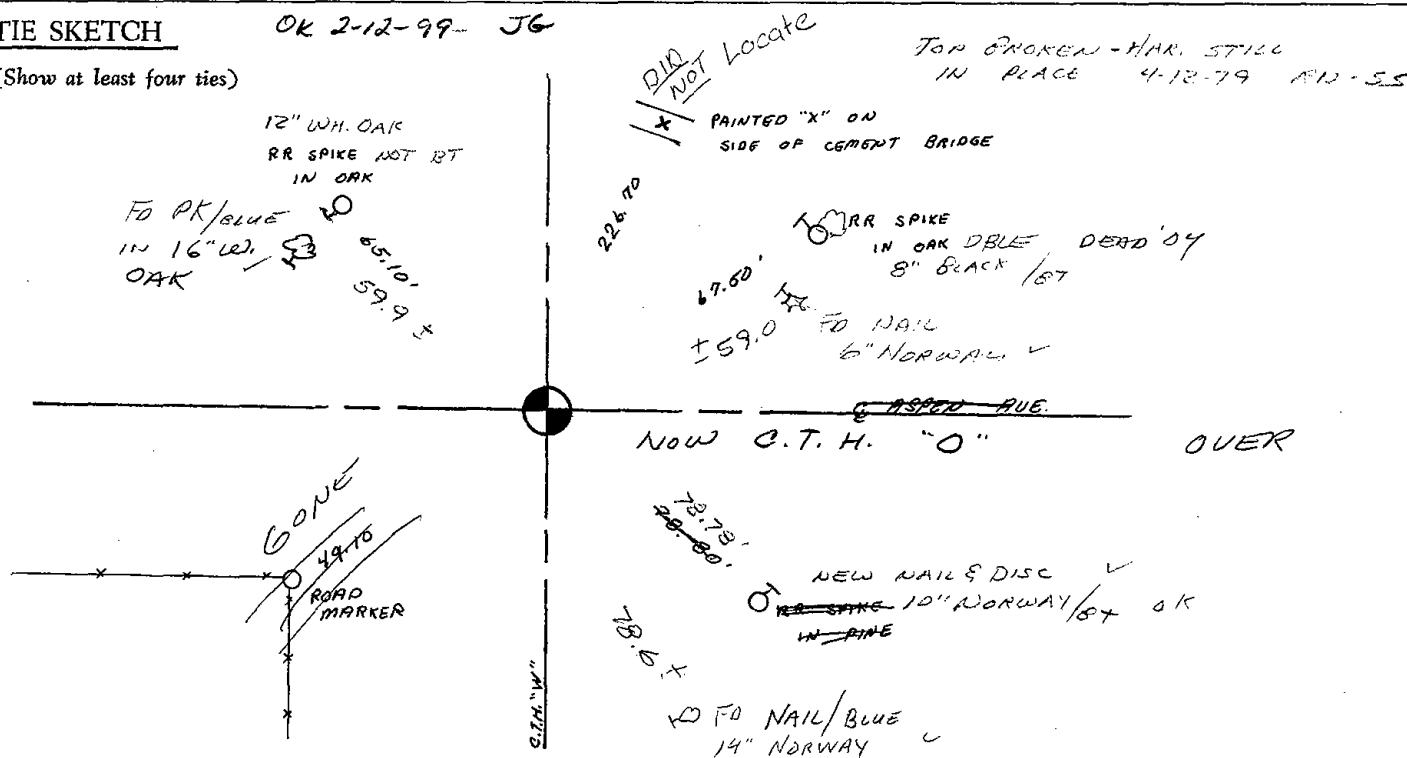 TIE SKETCH
OK 2-12-99- JG
(Show at least four ties)
DID NOT Locate
TOP BROKEN - HAR. STILL
IN PLACE 4-18-79
12" WH. OAK
RR SPIKE NOT BT
IN OAK
PAINTED "X" ON
SIDE OF CEMENT BRIDGE
FD PK/BLUE
IN 16" W.
OAK
65.10'
59.9 ±
226.70
RR SPIKE
IN OAK DBLE DEAD '04
8" BLACK /BT
67.60'
± 59.0
FD NAIL
6" NORWAY
ASPEN AVE.
NOW C.T.H. "O"
OVER
GONE
49.10
ROAD
MARKER
78.78'
78.80'
NEW NAIL & DISC
RR SPIKE 10" NORWAY/BT OK
IN PINE
78.6 ±
C.T.H. "W"
FD NAIL/BLUE
14" NORWAY